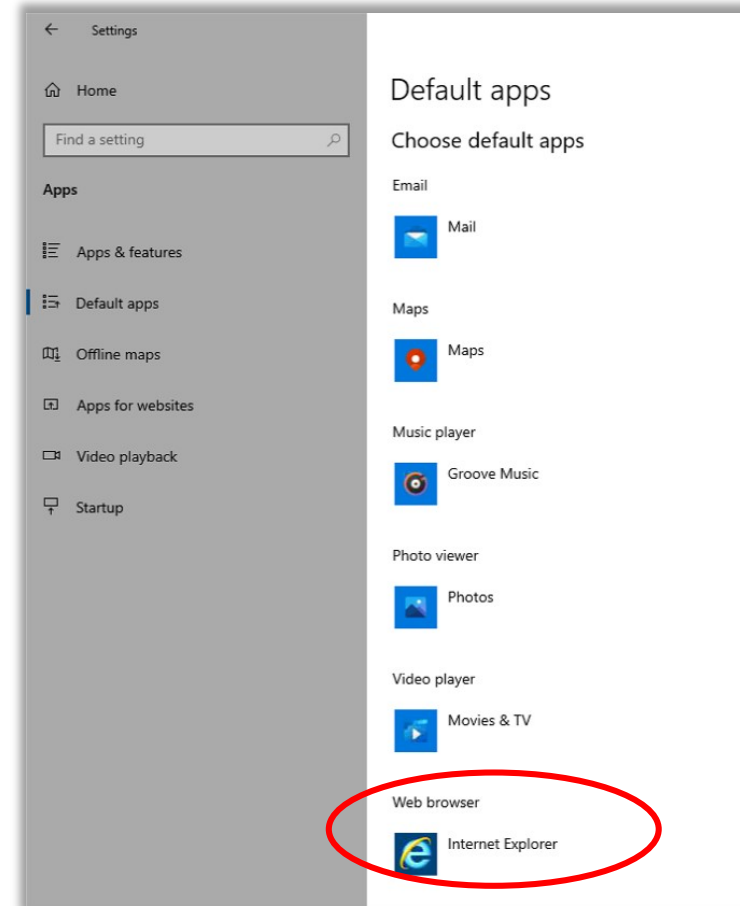 Settings
Home
Find a setting
Apps
Apps & features
Default apps
Offline maps
Apps for websites
Video playback
Startup
Default apps
Choose default apps
Email
Mail
Maps
Maps
Music player
Groove Music
Photo viewer
Photos
Video player
Movies & TV
Web browser
Internet Explorer